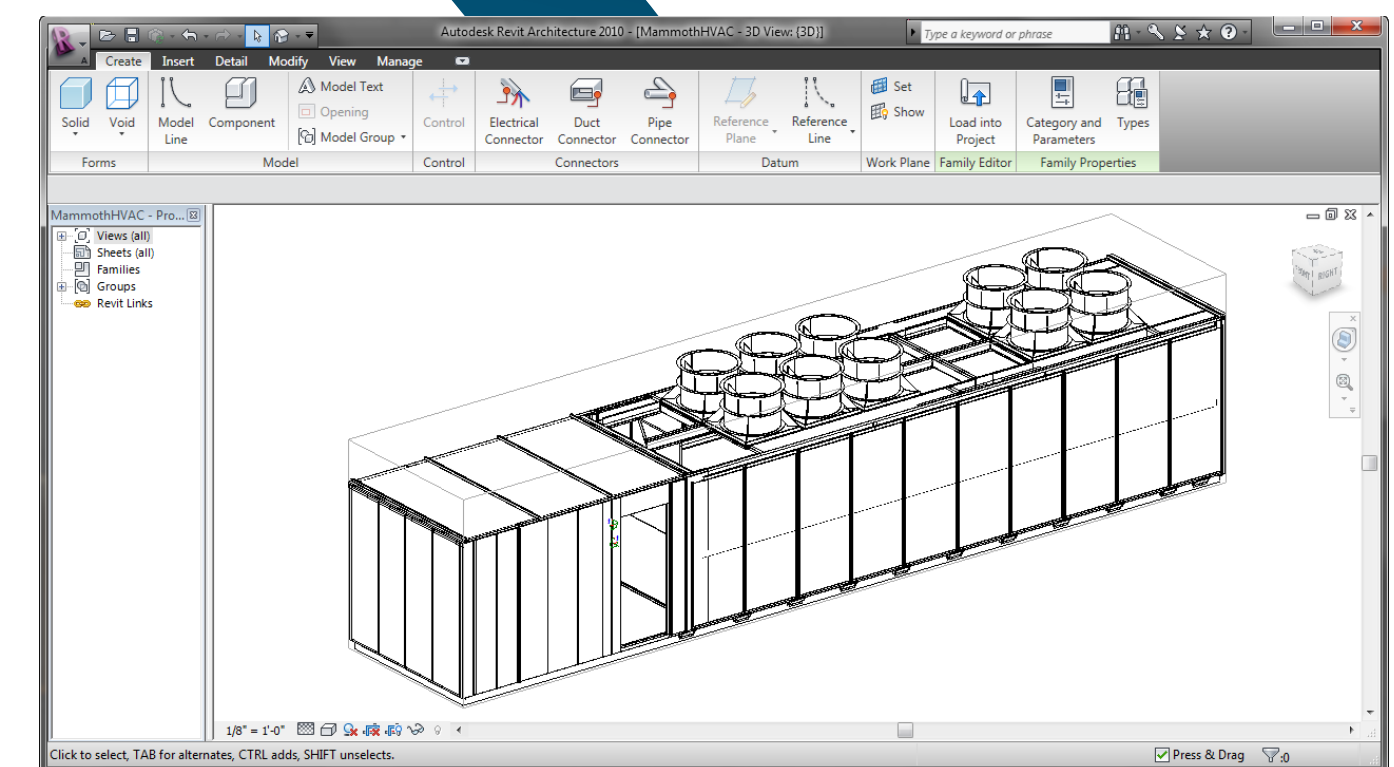 Autodesk Revit Architecture 2010 - [MammothHVAC - 3D View: {3D}]
Type a keyword or phrase
Create Insert Detail Modify View Manage
Solid
Void
Model Line
Component
Model Text
Opening
Model Group
Control
Electrical Connector
Duct Connector
Pipe Connector
Reference Plane
Reference Line
Set
Show
Load into Project
Category and Parameters
Types
Forms Model Control Connectors Datum Work Plane Family Editor Family Properties
MammothHVAC - Pro...
Views (all)
Sheets (all)
Families
Groups
Revit Links
RIGHT
1/8" = 1'-0"
Click to select, TAB for alternates, CTRL adds, SHIFT unselects.
Press & Drag
:0